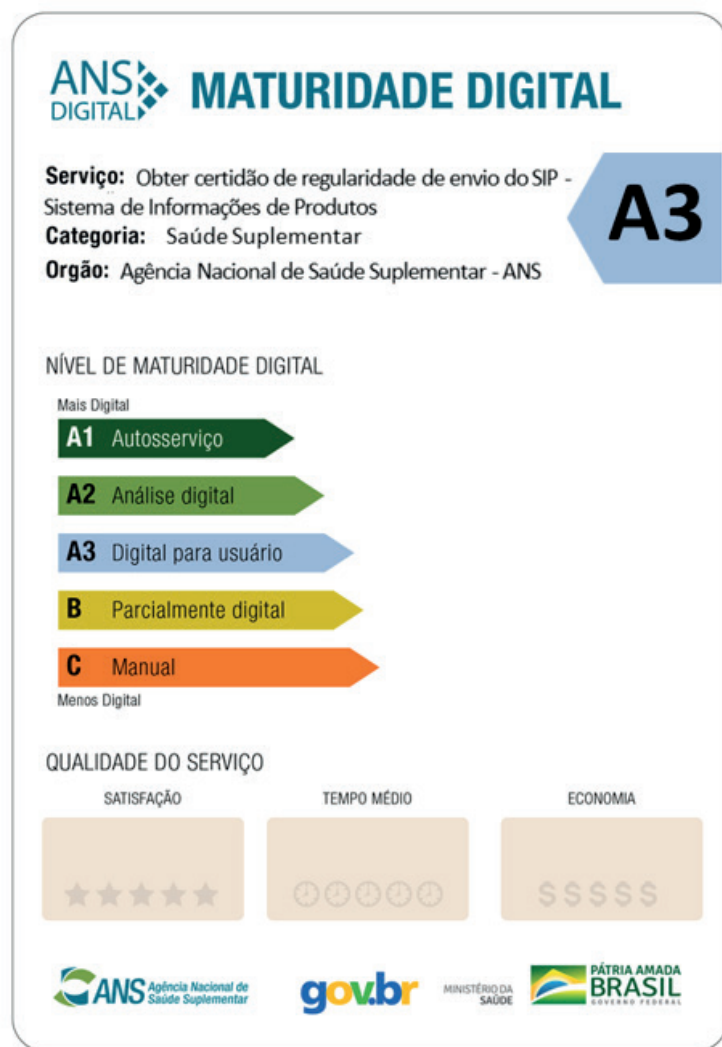 ANS
DIGITAL
MATURIDADE DIGITAL
Serviço: Obter certidão de regularidade de envio do SIP -
Sistema de Informações de Produtos
Categoria: Saúde Suplementar
Orgão: Agência Nacional de Saúde Suplementar - ANS
A3
NÍVEL DE MATURIDADE DIGITAL
Mais Digital
A1 Autosserviço
A2 Análise digital
A3 Digital para usuário
B Parcialmente digital
C Manual
Menos Digital
QUALIDADE DO SERVIÇO
SATISFAÇÃO
TEMPO MÉDIO
ECONOMIA
$$$$$
ANS Agência Nacional de
Saúde Suplementar
gov.br
MINISTÉRIO DA
SAÚDE
PÁTRIA AMADA
BRASIL
GOVERNO FEDERAL